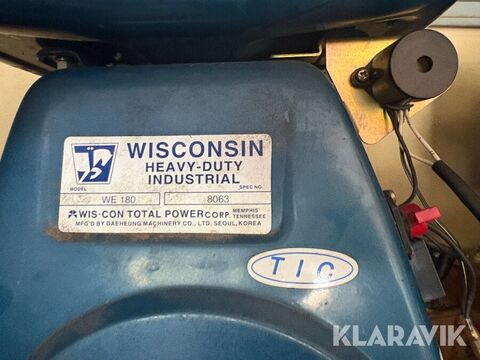 WISCONSIN
HEAVY-DUTY
INDUSTRIAL
MODEL
SPEC NO.
WE 180
8063
WIS-CON TOTAL POWER CORP. MEMPHIS TENNESSEE
MFG'D BY DAEHEUNG MACHINERY CO., LTD. SEOUL, KOREA
TIC
KLARAVIK